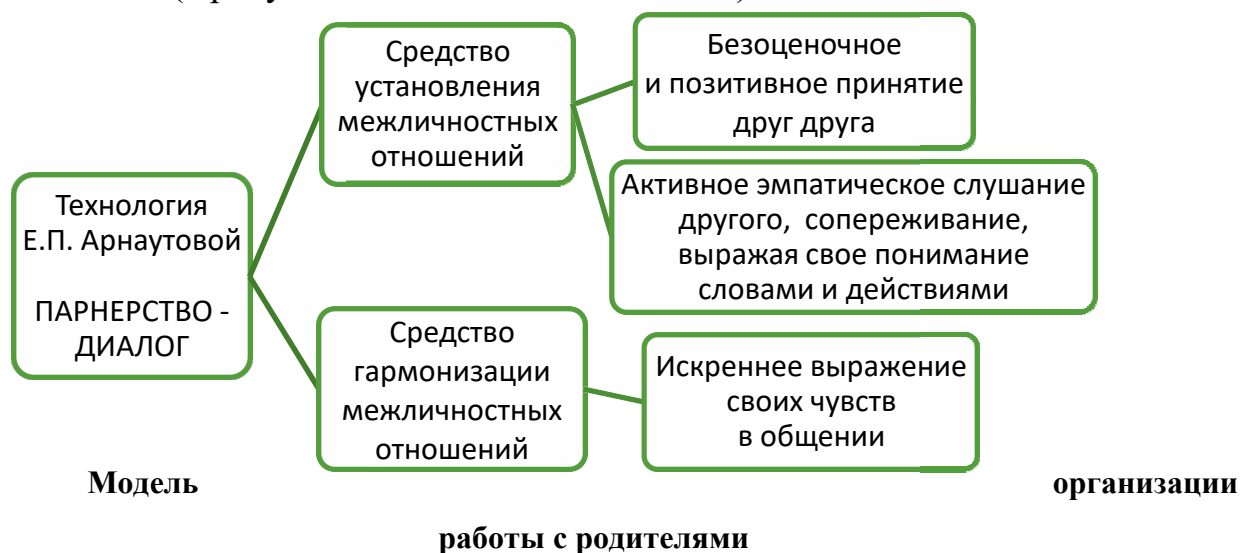 Технология
Е.П. Арнаутовой
ПАРНЕРСТВО -
ДИАЛОГ
Средство
установления
межличностных
отношений
Безоценочное
и позитивное принятие
друг друга
Активное эмпатическое слушание
другого, сопереживание,
выражая свое понимание
словами и действиями
Средство
гармонизации
межличностных
отношений
Искреннее выражение
своих чувств
в общении
Модель организации
работы с родителями